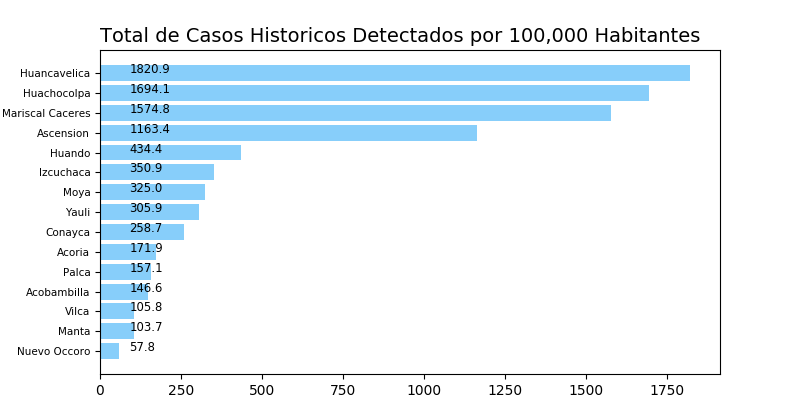 Total de Casos Historicos Detectados por 100,000 Habitantes
Huancavelica 1820.9
Huachocolpa 1694.1
Mariscal Caceres 1574.8
Ascension 1163.4
Huando 434.4
Izcuchaca 350.9
Moya 325.0
Yauli 305.9
Conayca 258.7
Acoria 171.9
Palca 157.1
Acobambilla 146.6
Vilca 105.8
Manta 103.7
Nuevo Occoro 57.8
0 250 500 750 1000 1250 1500 1750